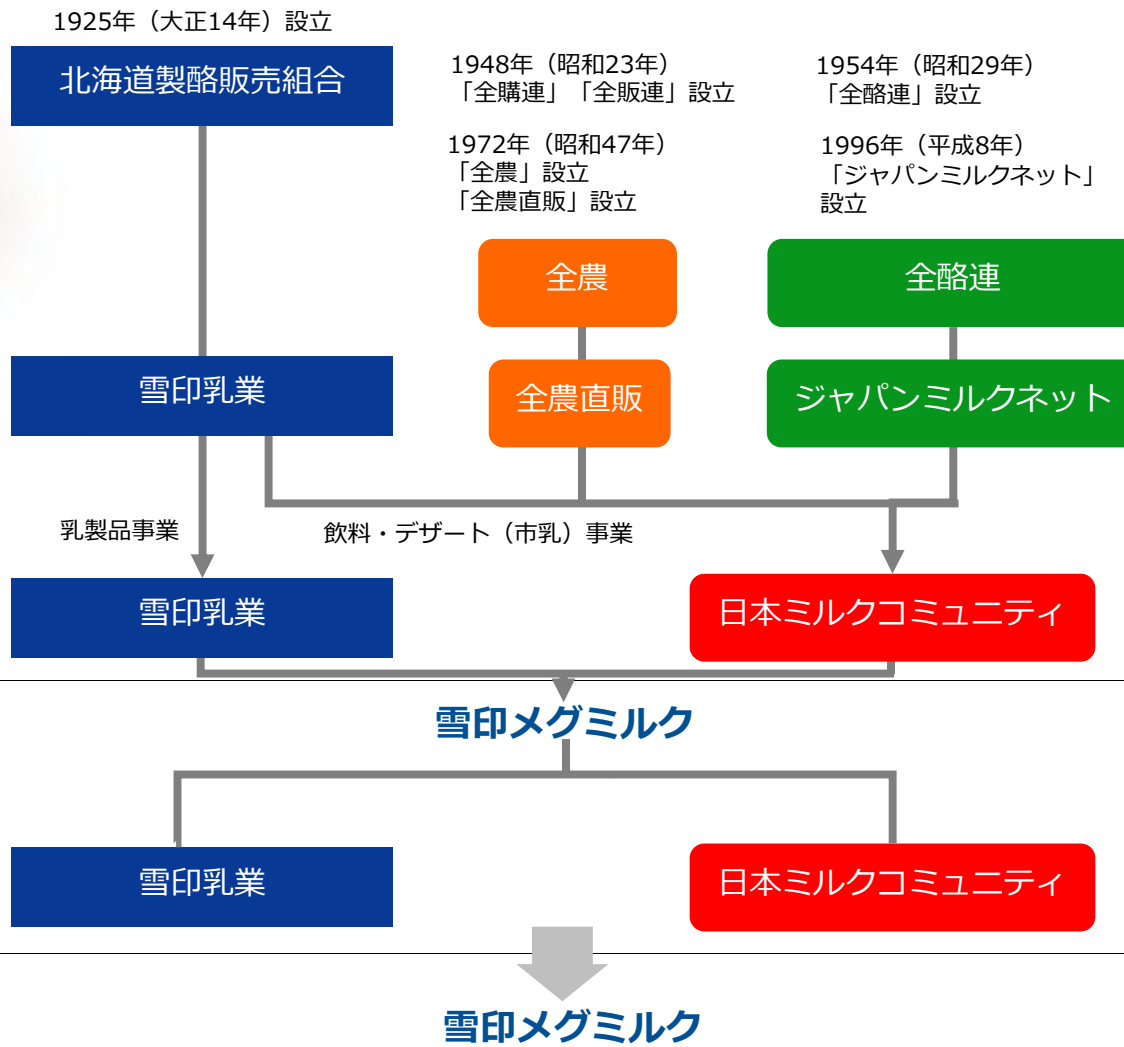 1925年（大正14年）設立
北海道製酪販売組合
1948年（昭和23年）
「全購連」「全販連」設立
1972年（昭和47年）
「全農」設立
「全農直販」設立
1954年（昭和29年）
「全酪連」設立
1996年（平成8年）
「ジャパンミルクネット」
設立
全農
全酪連
雪印乳業
全農直販
ジャパンミルクネット
乳製品事業
飲料・デザート（市乳）事業
雪印乳業
日本ミルクコミュニティ
雪印メグミルク
雪印乳業
日本ミルクコミュニティ
雪印メグミルク